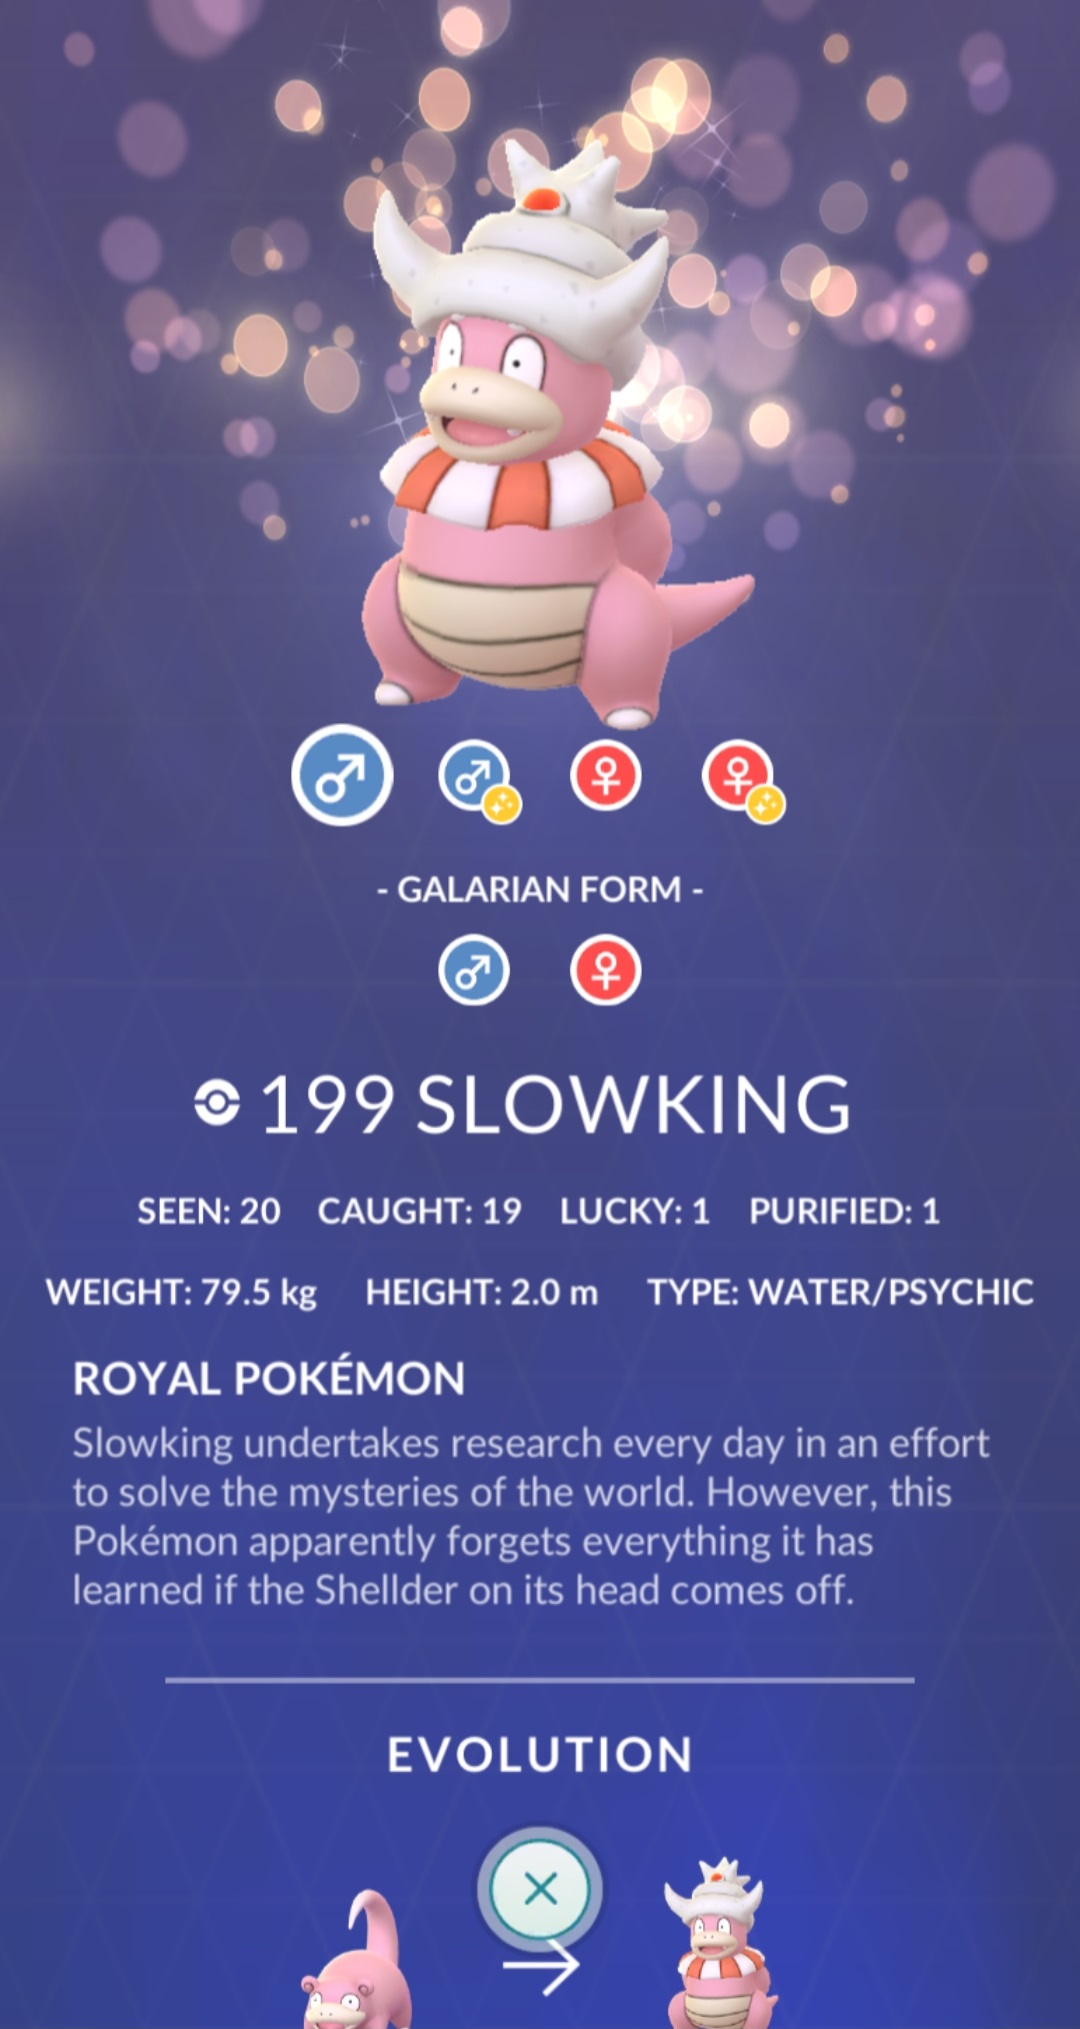 - GALARIAN FORM -
199 SLOWKING
SEEN: 20 CAUGHT: 19 LUCKY: 1 PURIFIED: 1
WEIGHT: 79.5 kg HEIGHT: 2.0 m TYPE: WATER/PSYCHIC
ROYAL POKÉMON
Slowking undertakes research every day in an effort
to solve the mysteries of the world. However, this
Pokémon apparently forgets everything it has
learned if the Shellder on its head comes off.
EVOLUTION